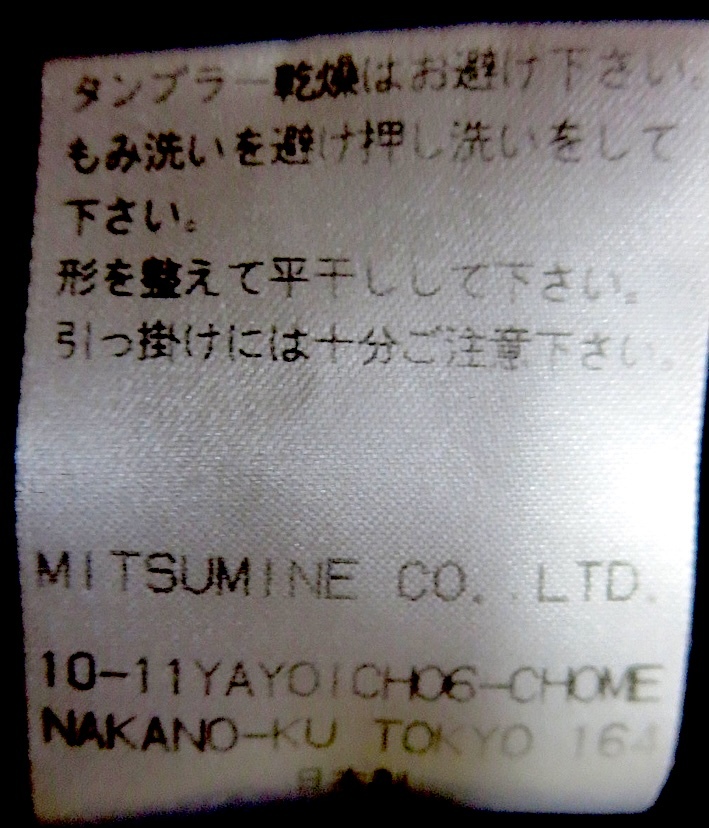 タンブラー乾燥はお避け下さい。
もみ洗いを避け押し洗いをして
下さい。
形を整えて平干しして下さい。
引っ掛けには十分ご注意下さい。
MITSUMINE CO. LTD.
10-11YAYOICHO6-CHOME
NAKANO-KU TOKYO 164